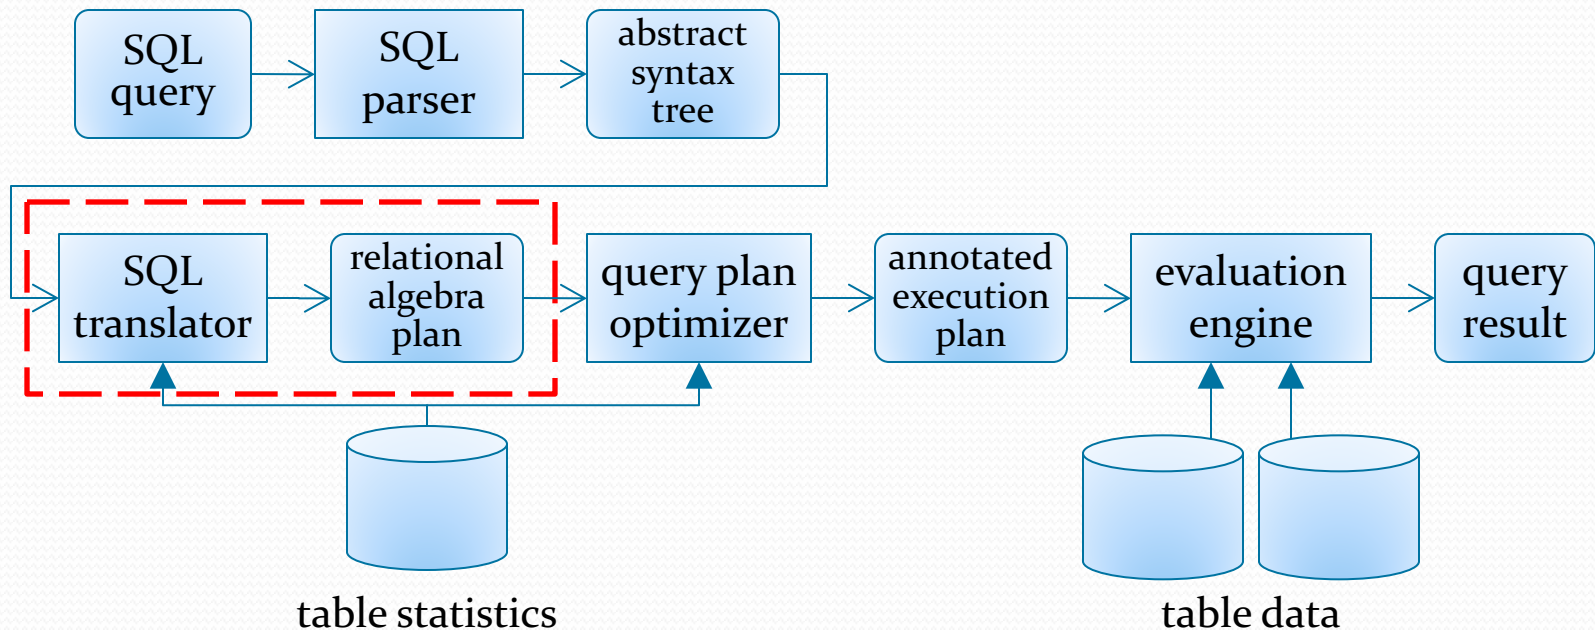 SQL
query
SQL
parser
abstract
syntax
tree
SQL
translator
relational
algebra
plan
query plan
optimizer
annotated
execution
plan
evaluation
engine
query
result
table statistics
table data